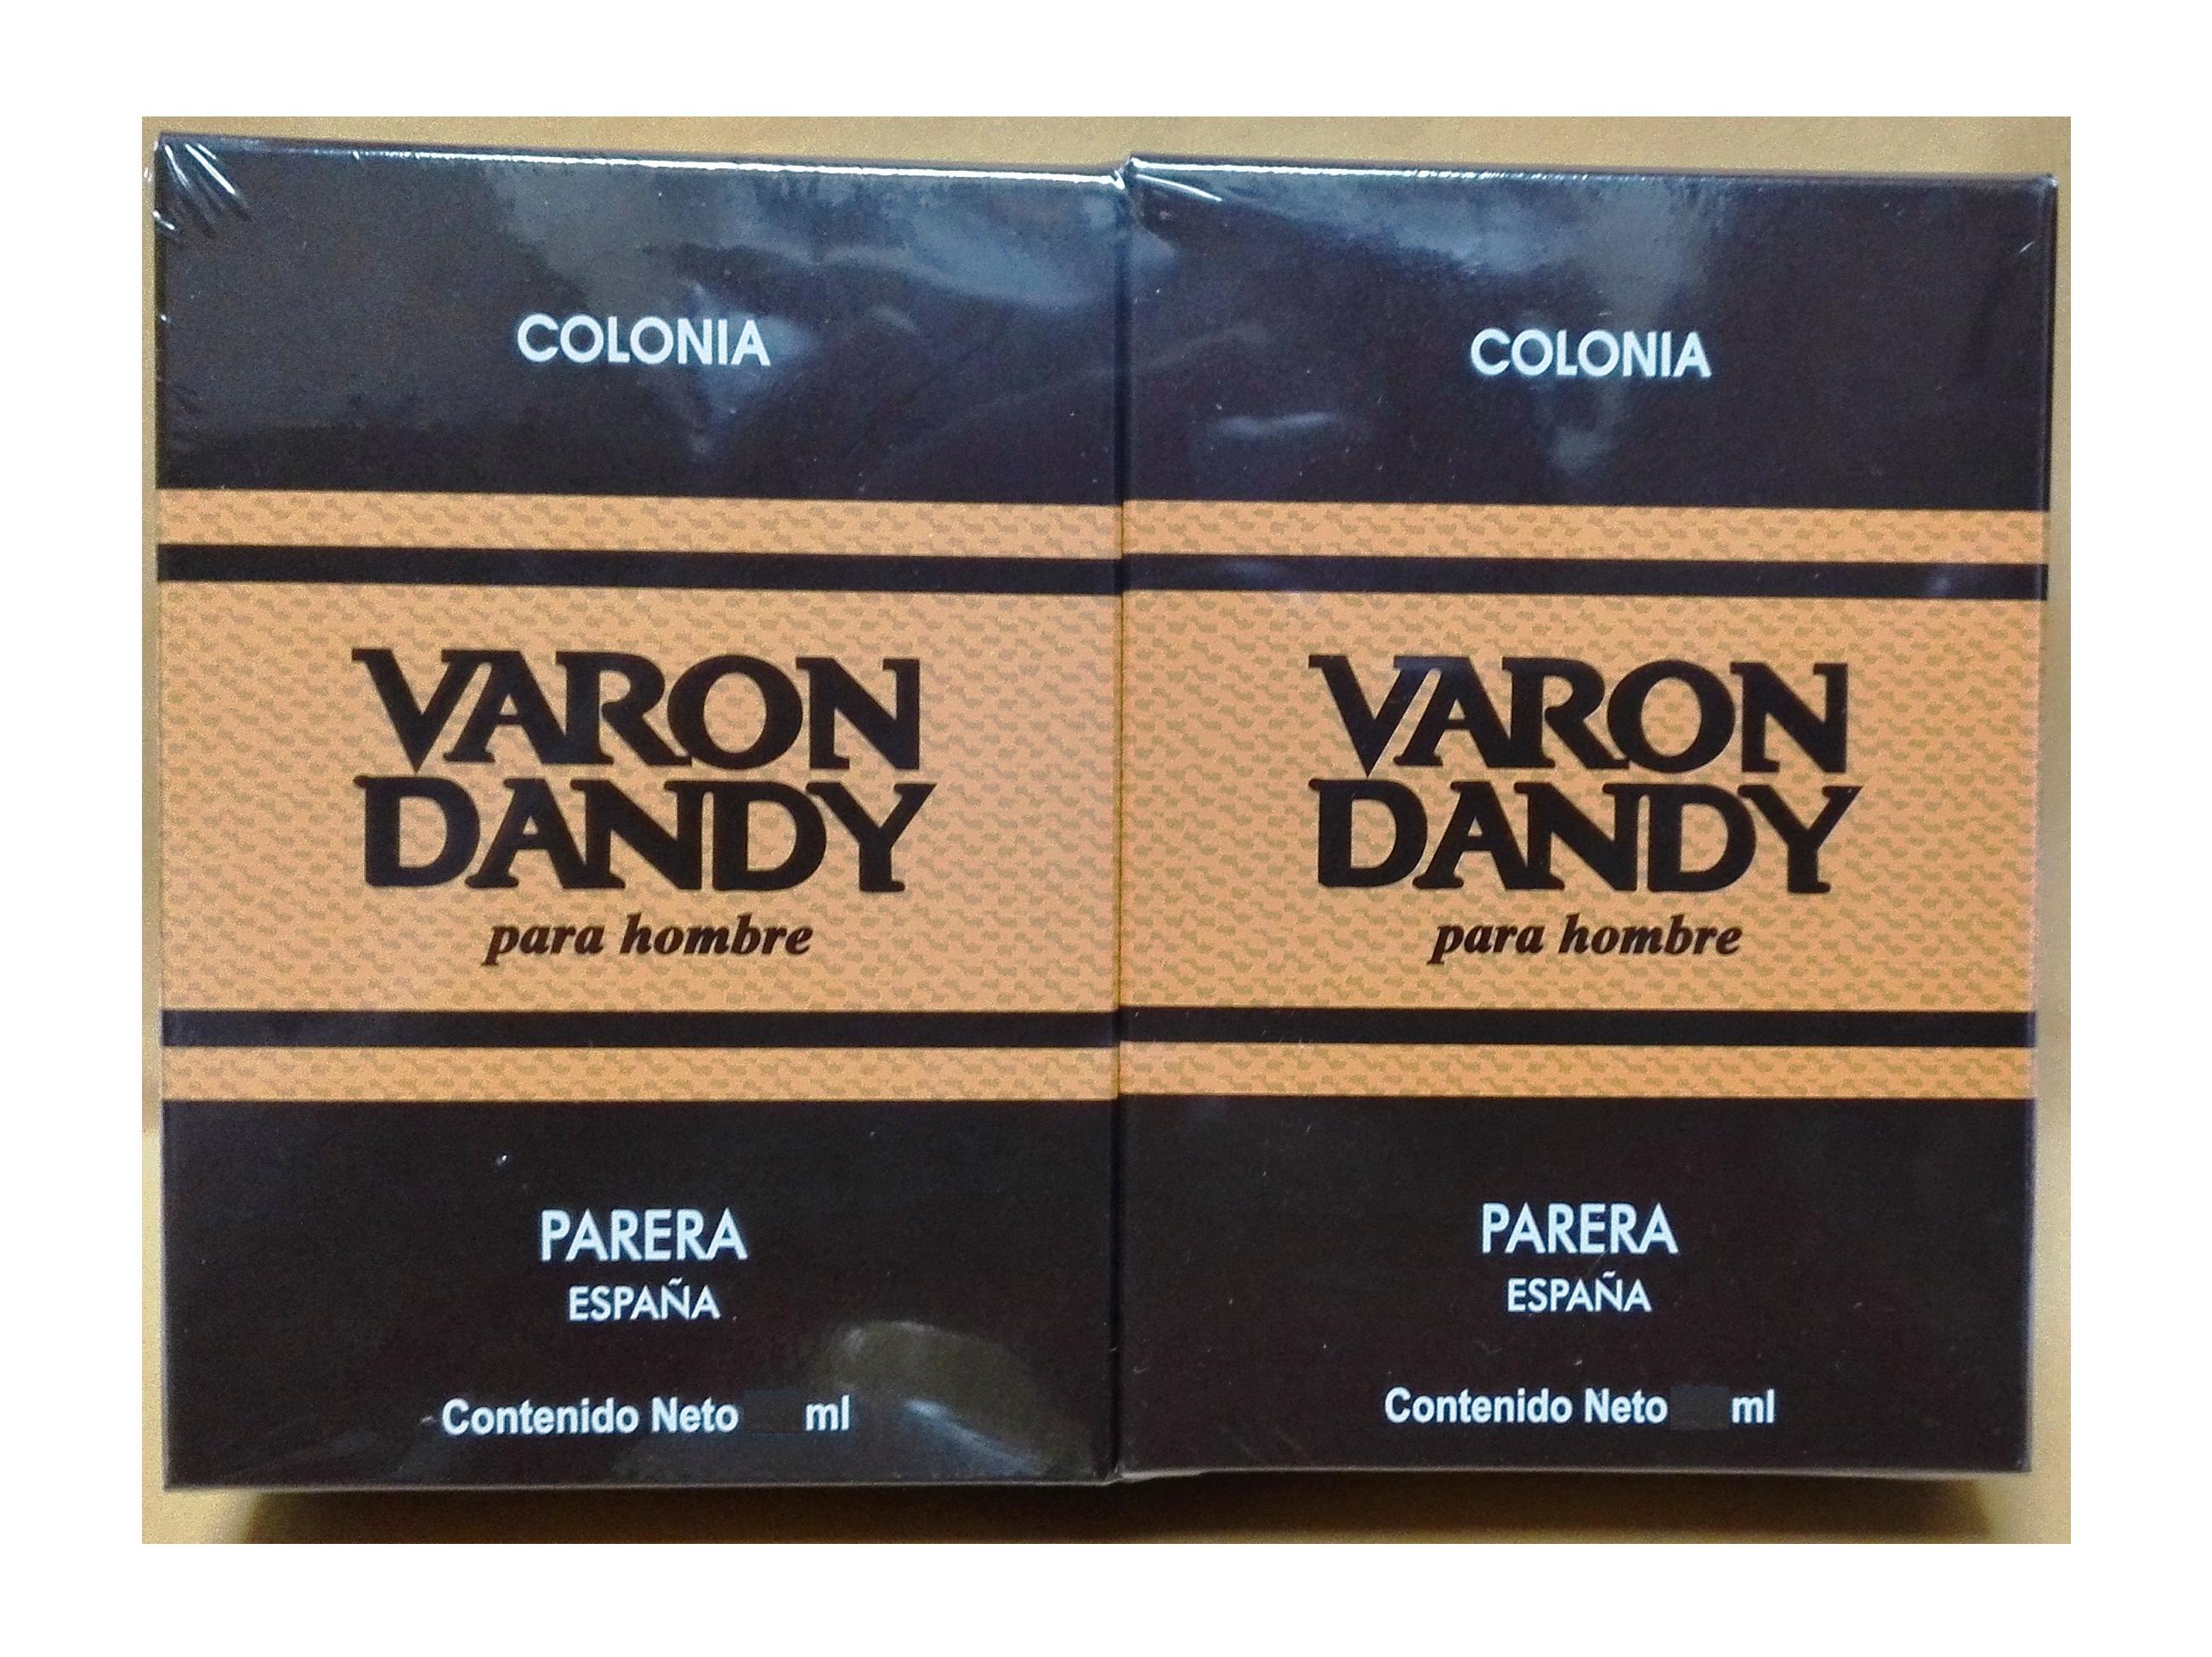 COLONIA
VARON
DANDY
para hombre
PARERA
ESPAÑA
Contenido Neto ml
COLONIA
VARON
DANDY
para hombre
PARERA
ESPAÑA
Contenido Neto ml